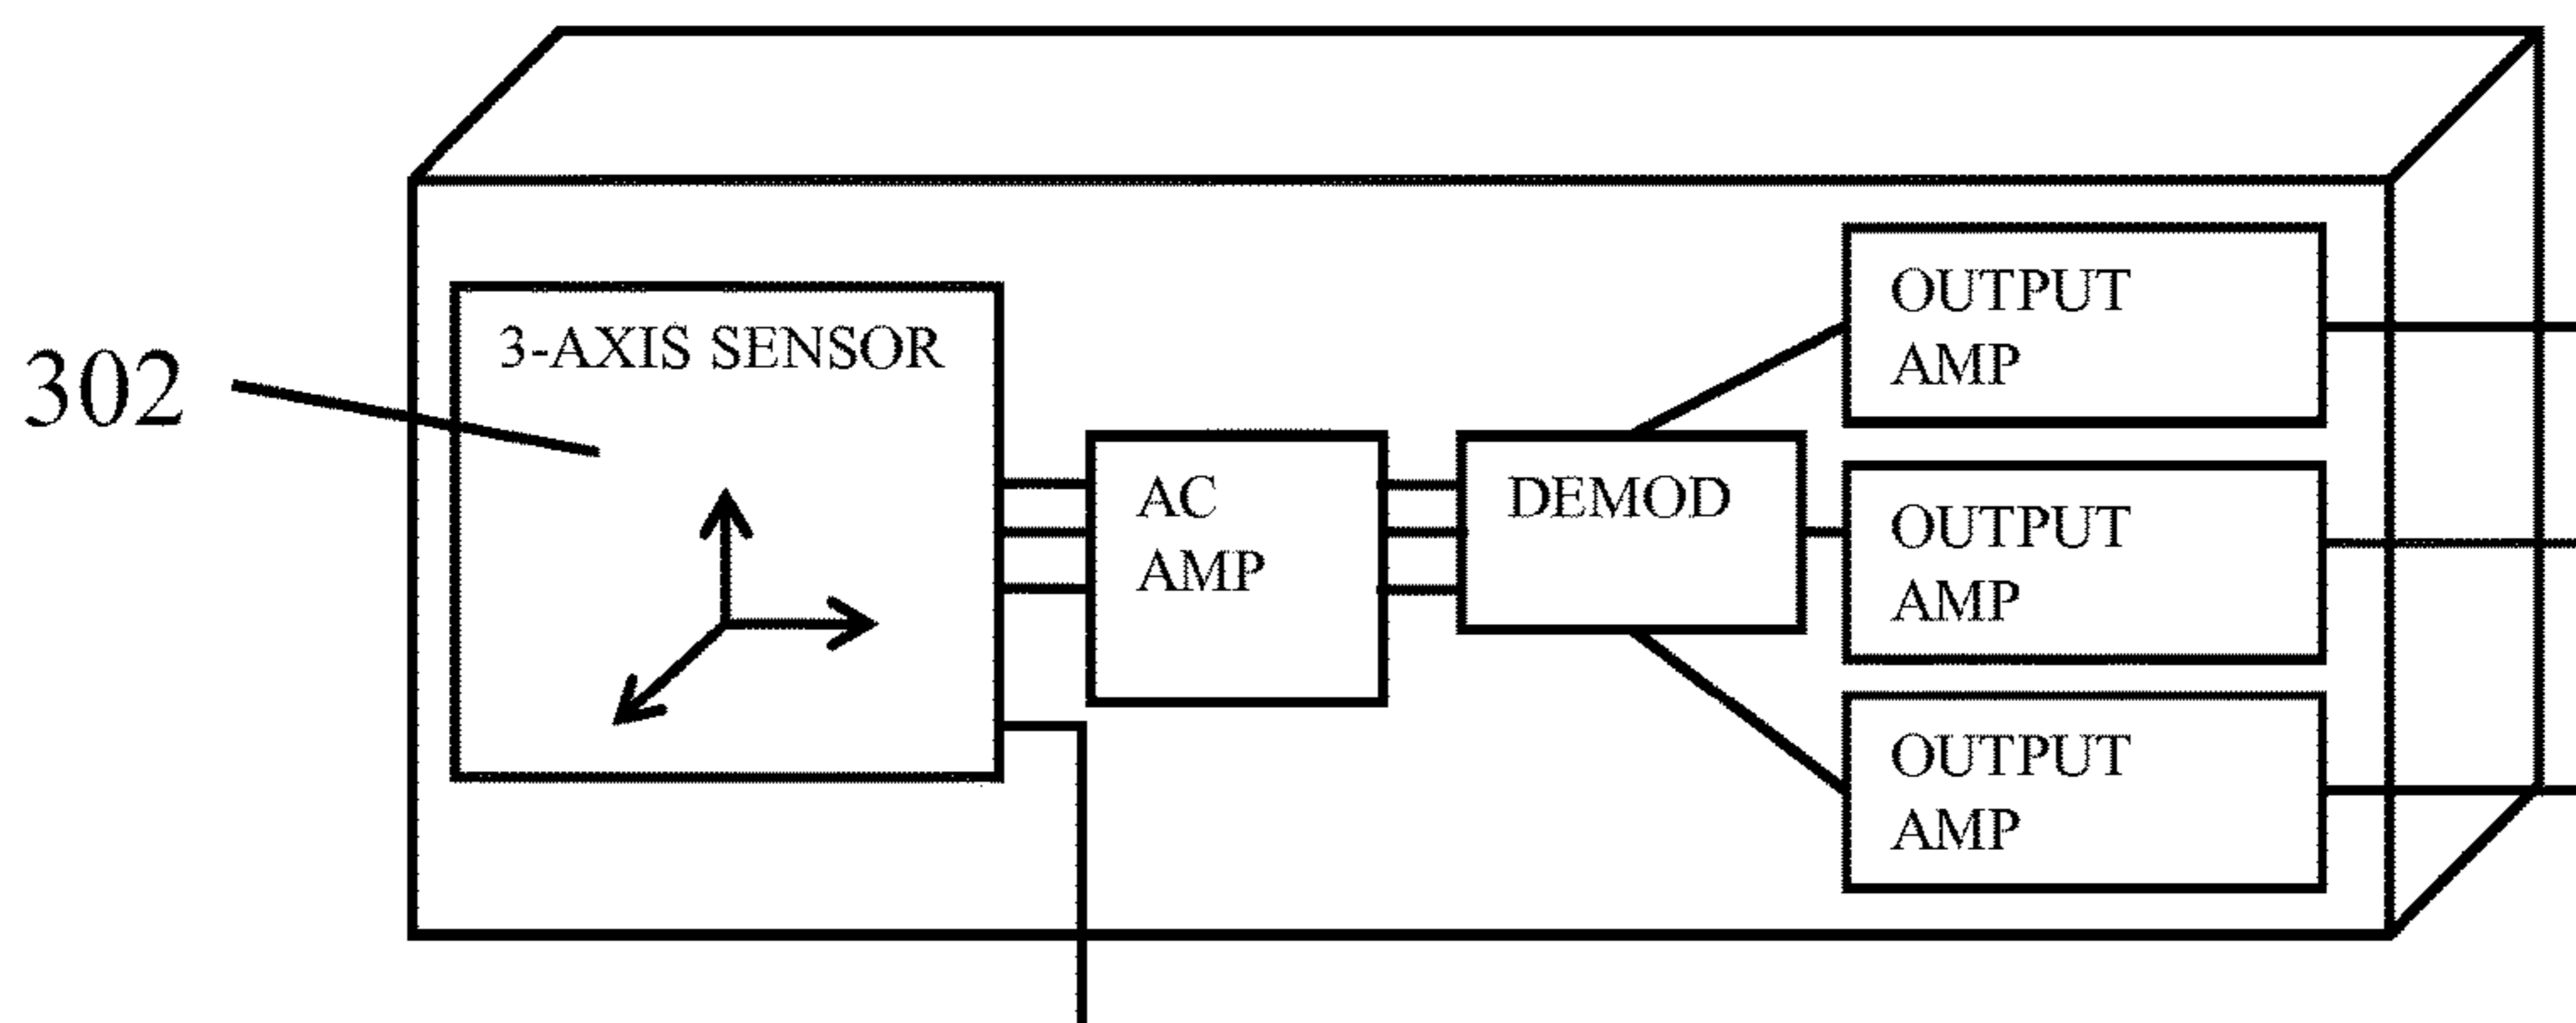 302
3-AXIS SENSOR
AC
AMP
DEMOD
OUTPUT
AMP
OUTPUT
AMP
OUTPUT
AMP